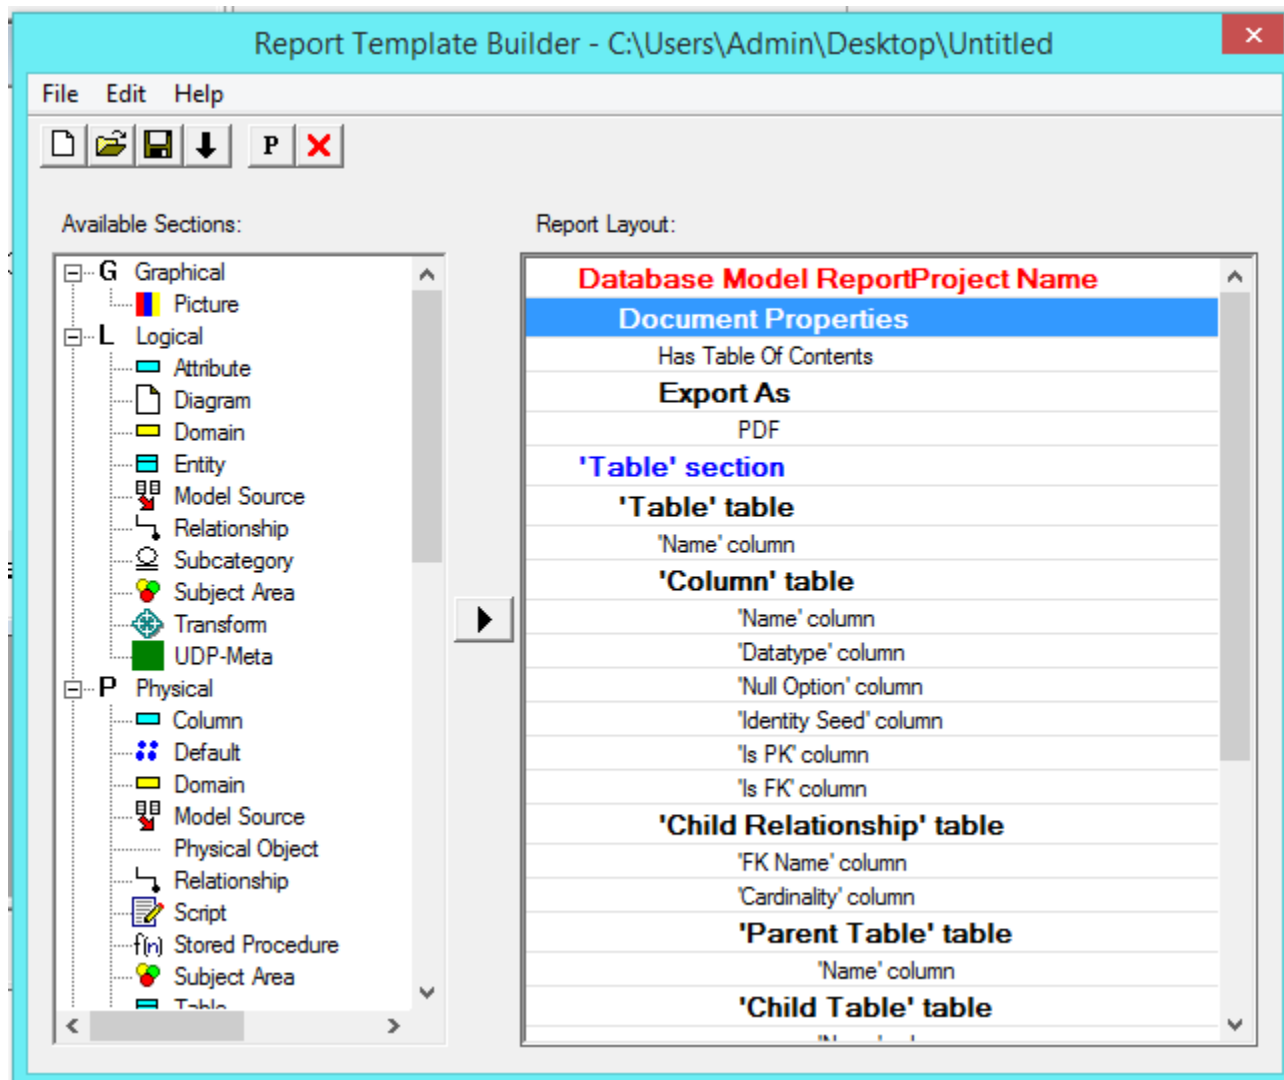 Report Template Builder - C:\Users\Admin\Desktop\Untitled
File Edit Help
P
Available Sections:
G Graphical
Picture
L Logical
Attribute
Diagram
Domain
Entity
Model Source
Relationship
Subcategory
Subject Area
Transform
UDP-Meta
P Physical
Column
Default
Domain
Model Source
Physical Object
Relationship
Script
f(n) Stored Procedure
Subject Area
Table
Report Layout:
Database Model ReportProject Name
Document Properties
Has Table Of Contents
Export As
PDF
'Table' section
'Table' table
'Name' column
'Column' table
'Name' column
'Datatype' column
'Null Option' column
'Identity Seed' column
'Is PK' column
'Is FK' column
'Child Relationship' table
'FK Name' column
'Cardinality' column
'Parent Table' table
'Name' column
'Child Table' table